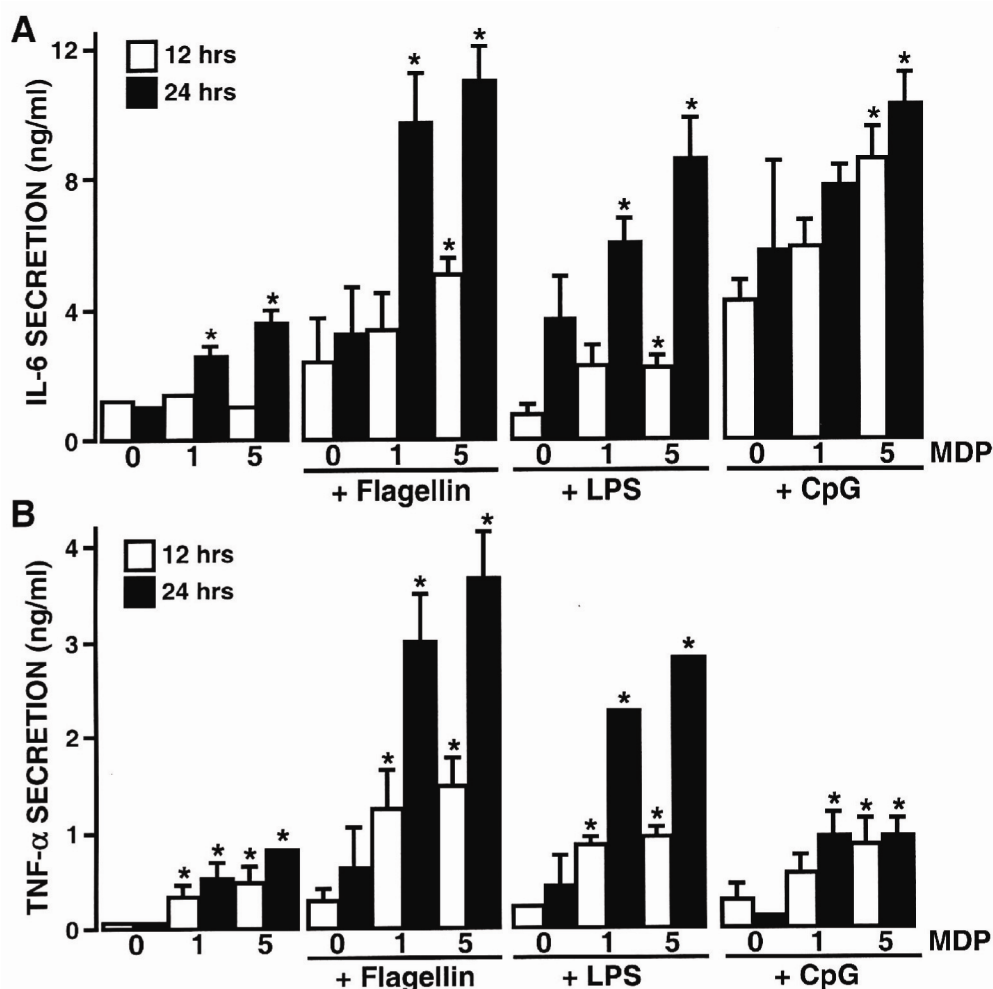 A
12 hrs
24 hrs
IL-6 SECRETION (ng/ml)
12
8
4
0
* * * * * * * * * *
0 1 5 0 1 5 0 1 5 0 1 5 MDP
+ Flagellin + LPS + CpG
B
12 hrs
24 hrs
TNF-α SECRETION (ng/ml)
4
3
2
1
0
* * * * * * * * * * * * * * *
0 1 5 0 1 5 0 1 5 0 1 5 MDP
+ Flagellin + LPS + CpG